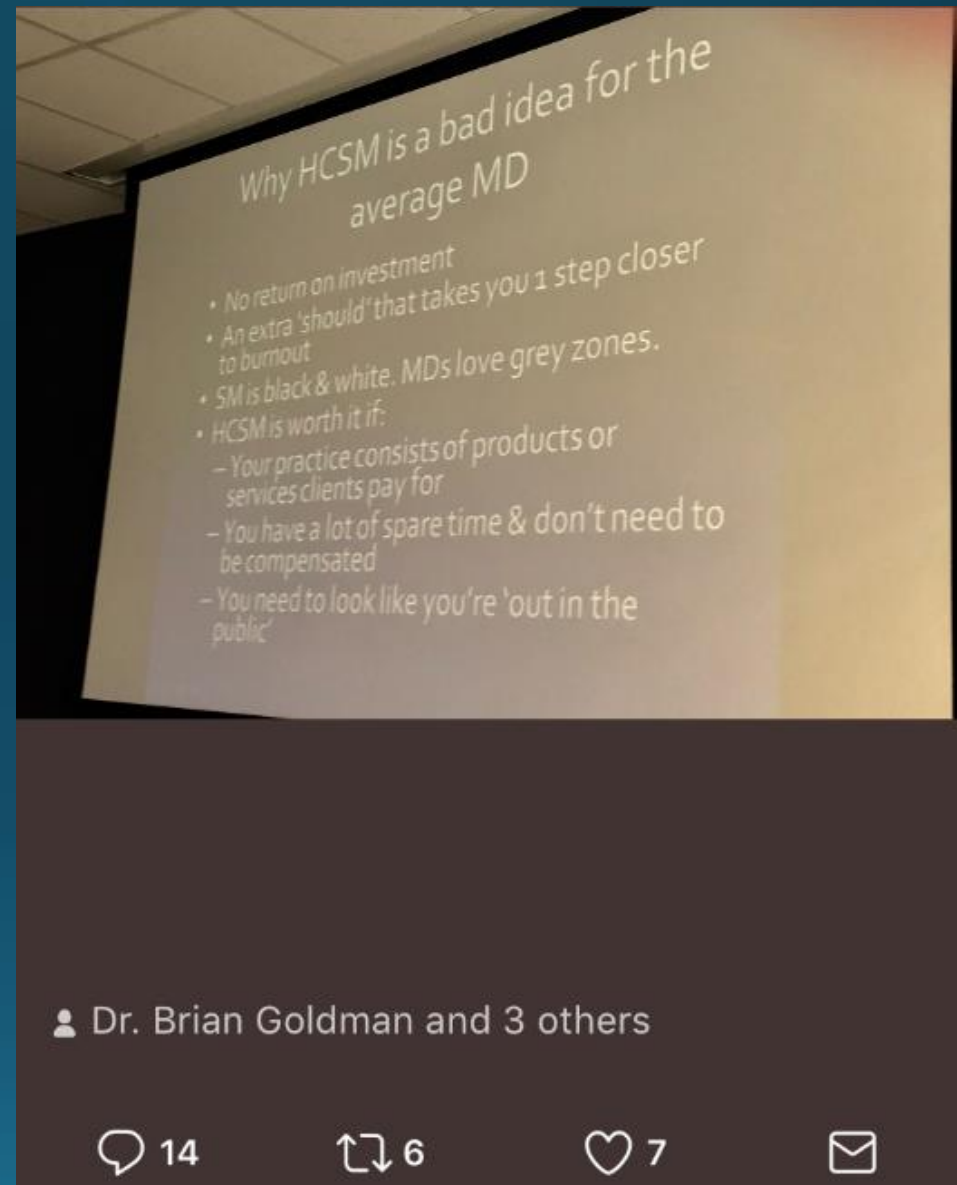 Why HCSM is a bad idea for the
average MD
• No return on investment
• An extra 'should' that takes you 1 step closer
to burnout
• SM is black & white. MDs love grey zones.
• HCSM is worth it if:
– Your practice consists of products or
services clients pay for
– You have a lot of spare time & don't need to
be compensated
– You need to look like you're 'out in the
public'
Dr. Brian Goldman and 3 others
14 6 7